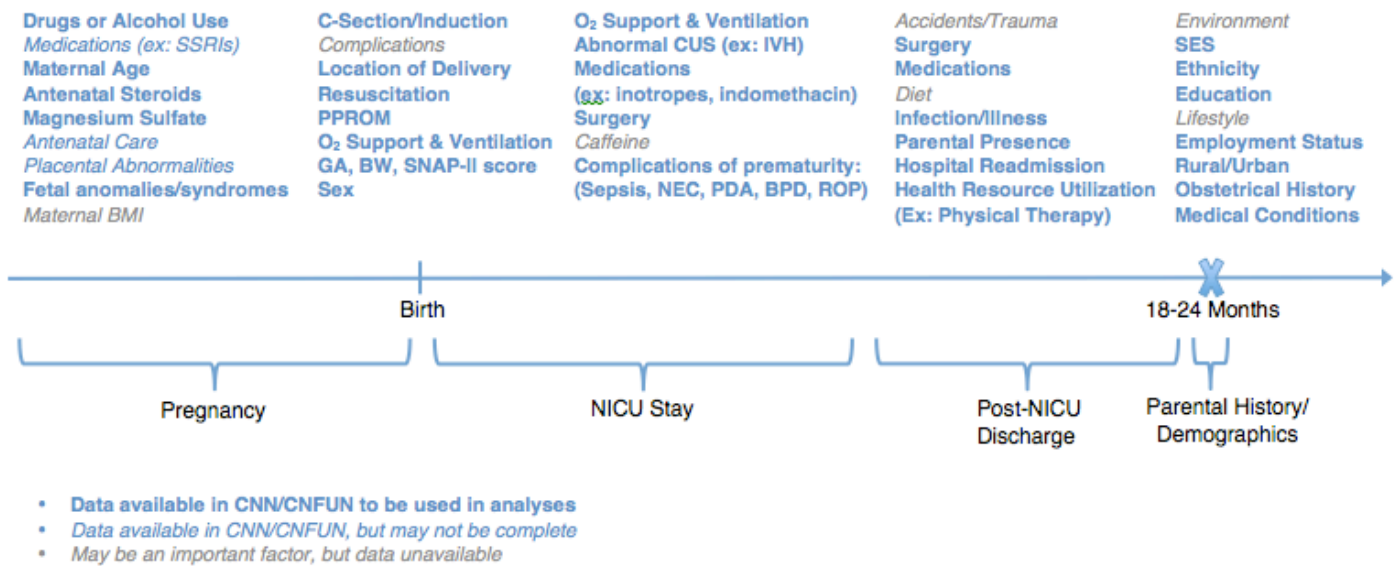 Drugs or Alcohol Use
Medications (ex: SSRIs)
Maternal Age
Antenatal Steroids
Magnesium Sulfate
Antenatal Care
Placental Abnormalities
Fetal anomalies/syndromes
Maternal BMI
C-Section/Induction
Complications
Location of Delivery
Resuscitation
PPROM
O₂ Support & Ventilation
GA, BW, SNAP-II score
Sex
O₂ Support & Ventilation
Abnormal CUS (ex: IVH)
Medications
(ex: inotropes, indomethacin)
Surgery
Caffeine
Complications of prematurity:
(Sepsis, NEC, PDA, BPD, ROP)
Accidents/Trauma
Surgery
Medications
Diet
Infection/Illness
Parental Presence
Hospital Readmission
Health Resource Utilization
(Ex: Physical Therapy)
Environment
SES
Ethnicity
Education
Lifestyle
Employment Status
Rural/Urban
Obstetrical History
Medical Conditions
Birth
18-24 Months
Pregnancy
NICU Stay
Post-NICU
Discharge
Parental History/
Demographics
• Data available in CNN/CNFUN to be used in analyses
• Data available in CNN/CNFUN, but may not be complete
• May be an important factor, but data unavailable